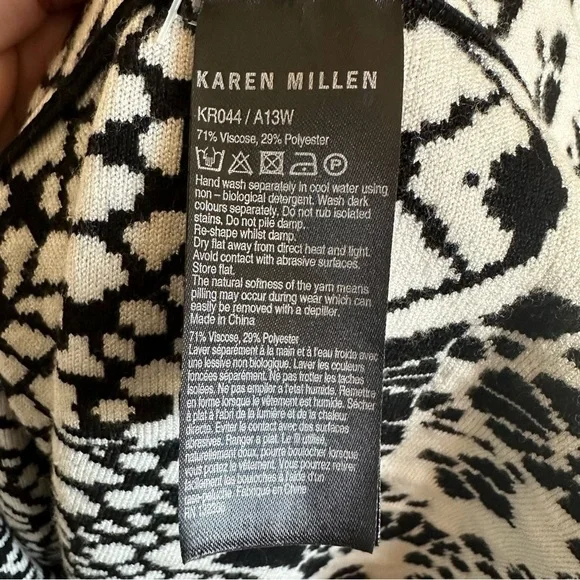 KAREN MILLEN
KR044 / A13W
71% Viscose, 29% Polyester
Hand wash separately in cool water using
non – biological detergent. Wash dark
colours separately, Do not rub isolated
stains, Do not pile damp.
Re-shape whilst damp.
Dry flat away from direct heat and light.
Avoid contact with abrasive surfaces.
Store flat.
The natural softness of the yarn means
pilling may occur during wear which can
easily be removed with a depiller.
Made in China
71% Viscose, 29% Polyester
Laver séparément à la main et à l'eau froide avec
une lessive non biologique. Laver les couleurs
foncées séparément. Ne pas frotter les taches
isolées. Ne pas empiler à l'etat humide. Remettre
en forme lorsque le vêtement est humide. Sécher
à plat à l'abri de la lumière et de la chaleur
directe. Eviter le contact avec des surfaces
abrasives. Ranger à plat. Le fil utilisé,
naturellement doux, peut boulocher lorsque vous
portez le vêtement. Vous pourrez retirer
facilement les bouloches à l'aide d'un
anti-peluche. Fabriqué en Chine